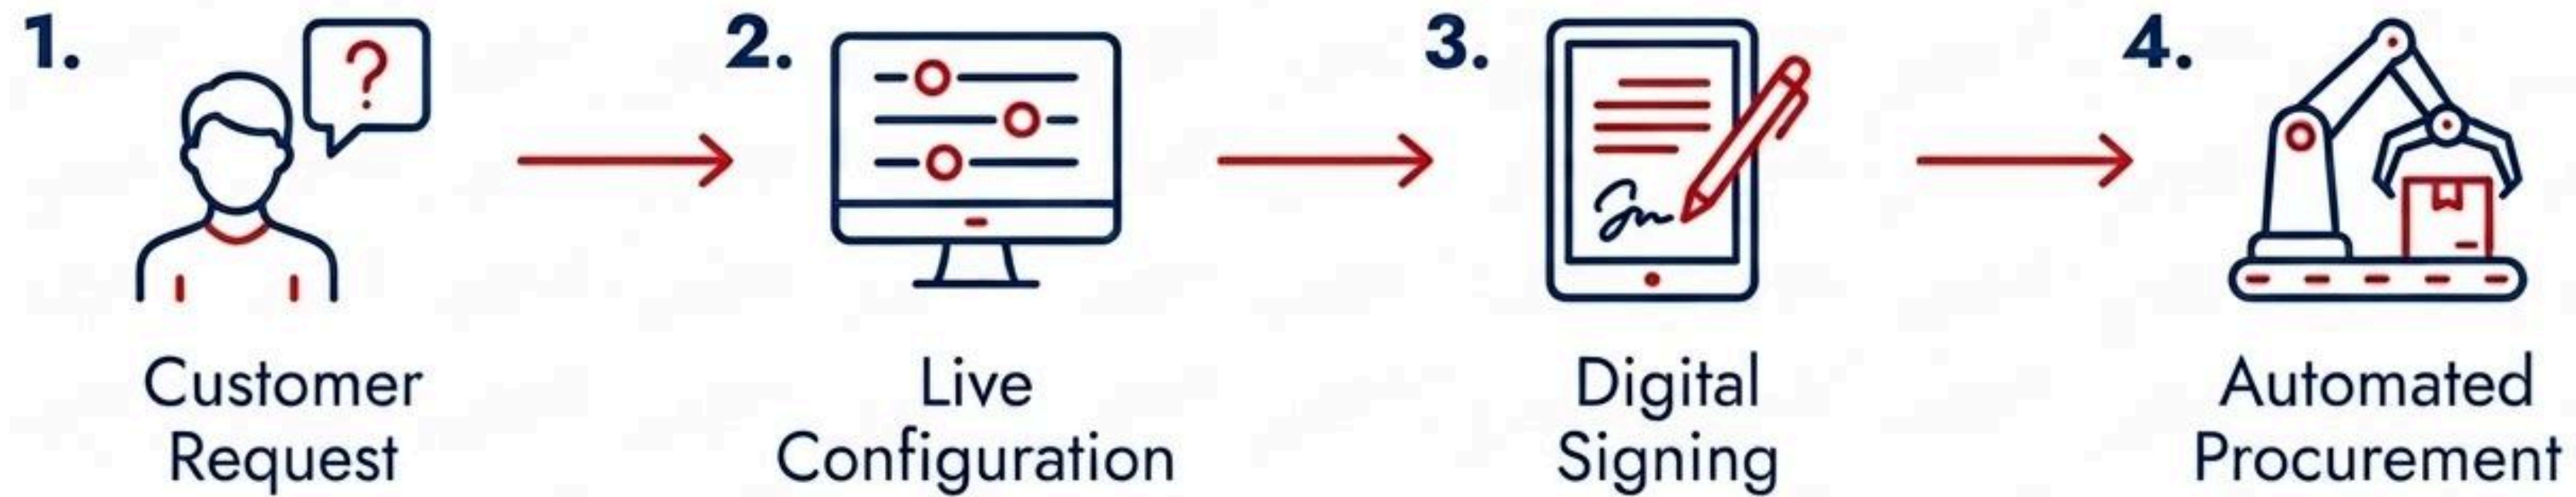 1.
Customer
Request
2.
Live
Configuration
3.
Digital
Signing
4.
Automated
Procurement